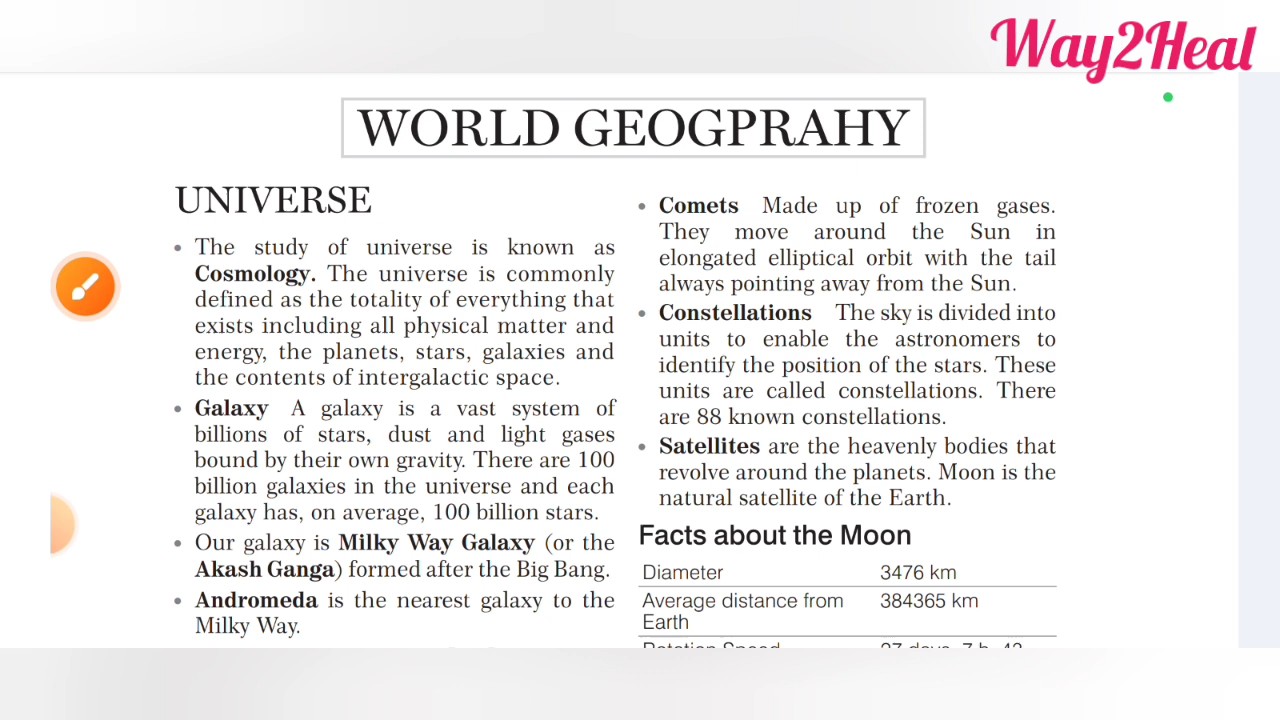 Way2Heal
WORLD GEOGPRAHY
UNIVERSE
• The study of universe is known as
Cosmology. The universe is commonly
defined as the totality of everything that
exists including all physical matter and
energy, the planets, stars, galaxies and
the contents of intergalactic space.
• Galaxy A galaxy is a vast system of
billions of stars, dust and light gases
bound by their own gravity. There are 100
billion galaxies in the universe and each
galaxy has, on average, 100 billion stars.
• Our galaxy is Milky Way Galaxy (or the
Akash Ganga) formed after the Big Bang.
• Andromeda is the nearest galaxy to the
Milky Way.
• Comets Made up of frozen gases.
They move around the Sun in
elongated elliptical orbit with the tail
always pointing away from the Sun.
• Constellations The sky is divided into
units to enable the astronomers to
identify the position of the stars. These
units are called constellations. There
are 88 known constellations.
• Satellites are the heavenly bodies that
revolve around the planets. Moon is the
natural satellite of the Earth.
Facts about the Moon
Diameter 3476 km
Average distance from 384365 km
Earth